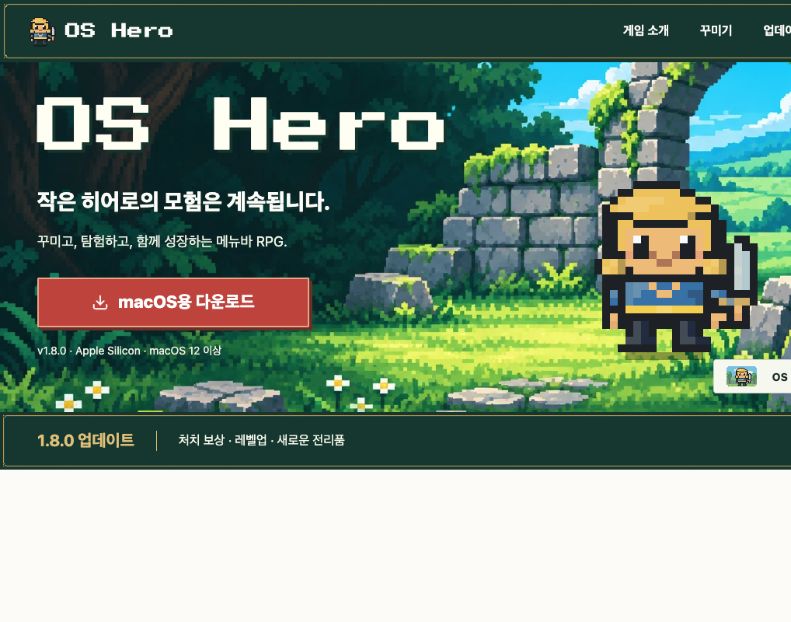 OS Hero
게임 소개 꾸미기
OS Hero
작은 히어로의 모험은 계속됩니다.
꾸미고, 탐험하고, 함께 성장하는 메뉴바 RPG.
macOS용 다운로드
v1.8.0 · Apple Silicon · macOS 12 이상
OS
1.8.0 업데이트
처치 보상 · 레벨업 · 새로운 전리품